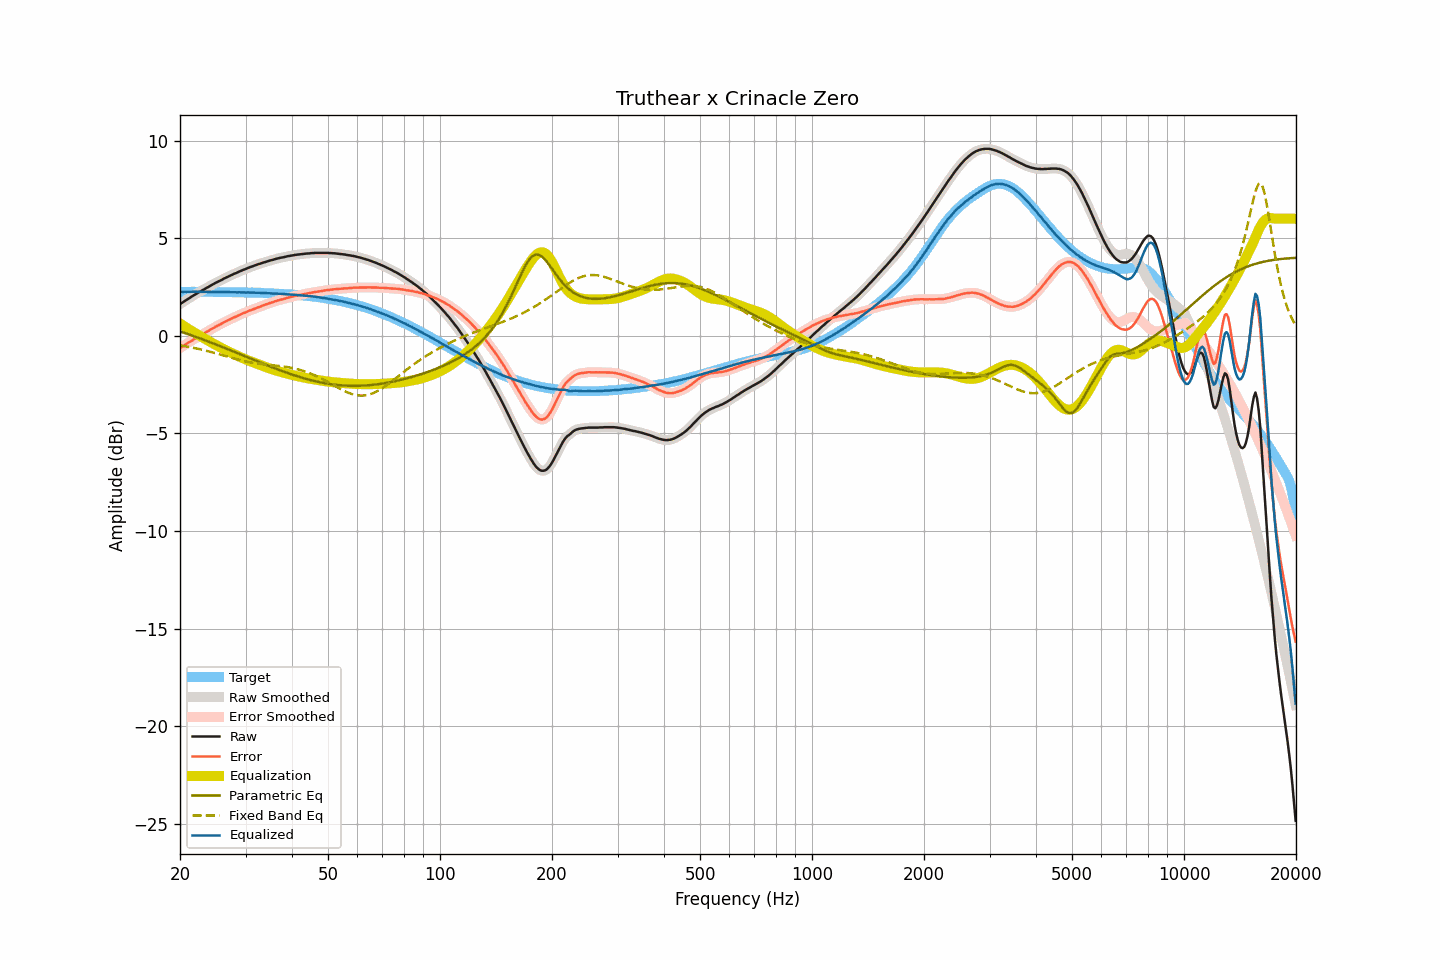 Truthear x Crinacle Zero
10
5
0
−5
−10
−15
−20
−25
Amplitude (dBr)
Target
Raw Smoothed
Error Smoothed
Raw
Error
Equalization
Parametric Eq
Fixed Band Eq
Equalized
20 50 100 200 500 1000 2000 5000 10000 20000
Frequency (Hz)